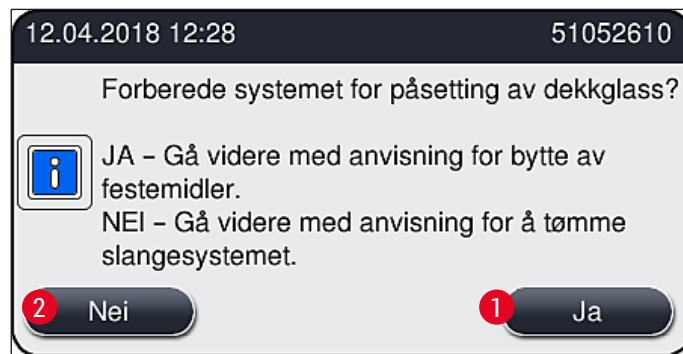 12.04.2018 12:28 51052610
Forberede systemet for påsetting av dekkglass?
JA – Gå videre med anvisning for bytte av
festemidler.
NEI – Gå videre med anvisning for å tømme
slangesystemet.
2 Nei 1 Ja